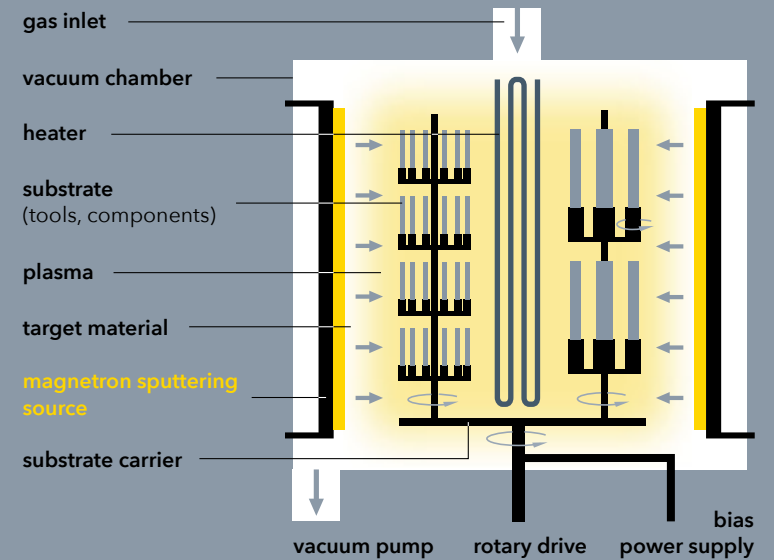 gas inlet
vacuum chamber
heater
substrate
(tools, components)
plasma
target material
magnetron sputtering
source
substrate carrier
vacuum pump
rotary drive
bias
power supply